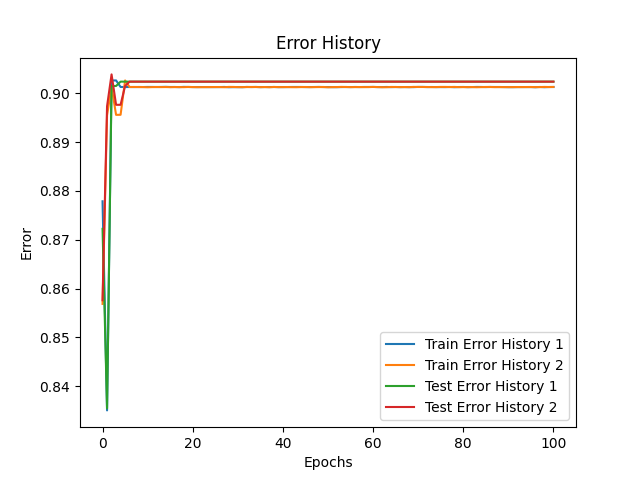 Error History
0.90
0.89
0.88
0.87
0.86
0.85
0.84
Error
Train Error History 1
Train Error History 2
Test Error History 1
Test Error History 2
0 20 40 60 80 100
Epochs